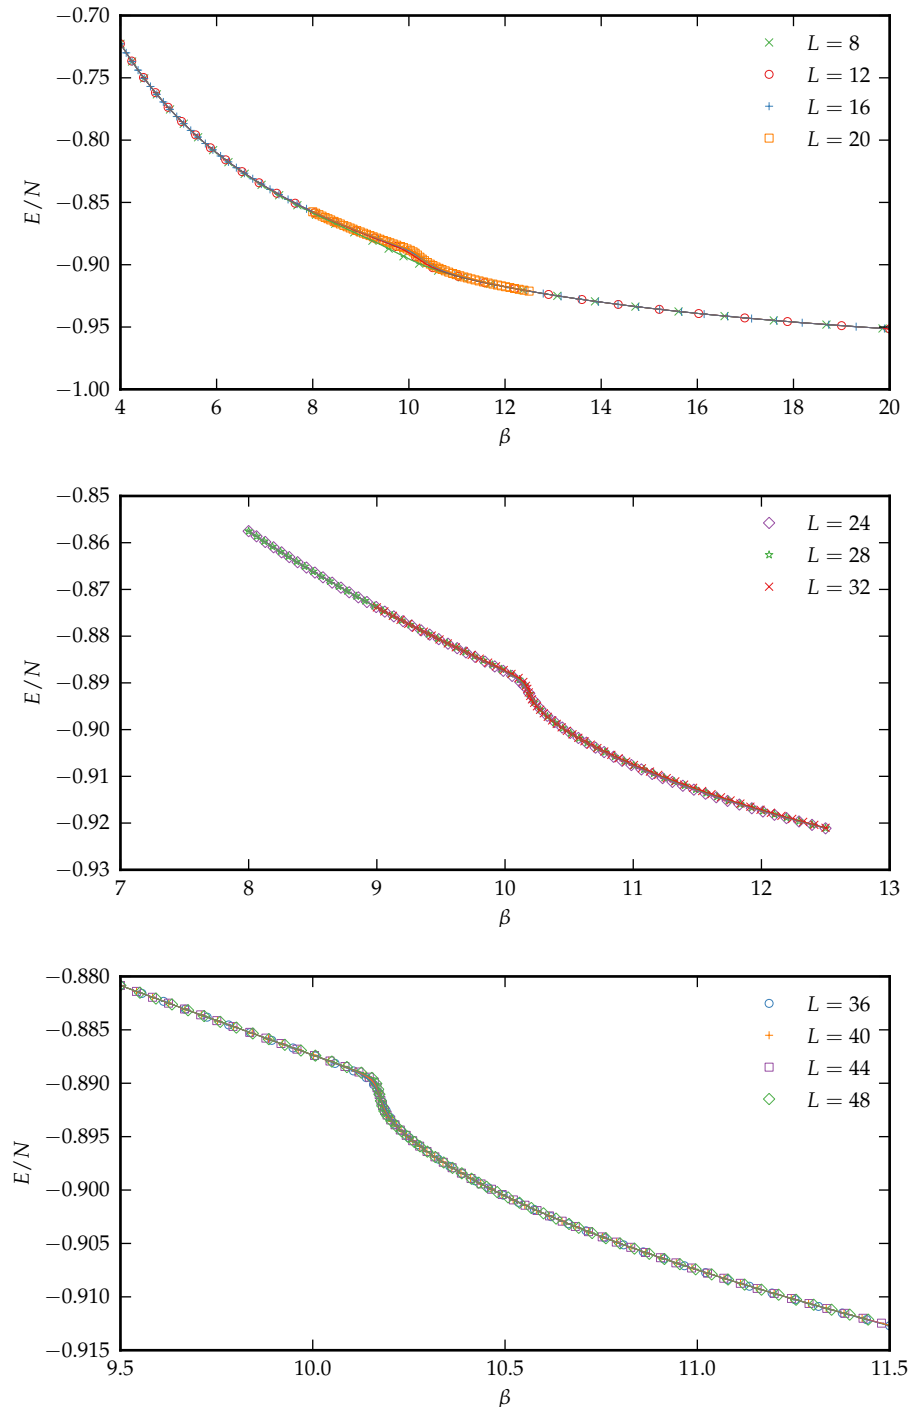 −0.70
−0.75
−0.80
−0.85
−0.90
−0.95
−1.00
E/N
L = 8
L = 12
L = 16
L = 20
4 6 8 10 12 14 16 18 20
β
−0.85
−0.86
−0.87
−0.88
−0.89
−0.90
−0.91
−0.92
−0.93
E/N
L = 24
L = 28
L = 32
7 8 9 10 11 12 13
β
−0.880
−0.885
−0.890
−0.895
−0.900
−0.905
−0.910
−0.915
E/N
L = 36
L = 40
L = 44
L = 48
9.5 10.0 10.5 11.0 11.5
β